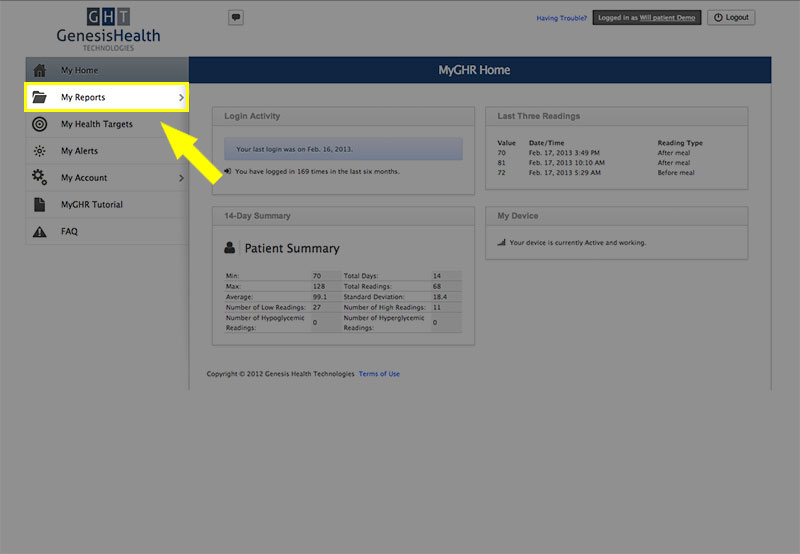 GHT
GenesisHealth
TECHNOLOGIES
Having Trouble?
Logged in as Will patient Demo
Logout
My Home
My Reports
My Health Targets
My Alerts
My Account
MyGHR Tutorial
FAQ
MyGHR Home
Login Activity
Your last login was on Feb. 16, 2013.
You have logged in 169 times in the last six months.
Last Three Readings
Value Date/Time Reading Type
70 Feb. 17, 2013 3:49 PM After meal
81 Feb. 17, 2013 10:10 AM After meal
72 Feb. 17, 2013 5:29 AM Before meal
14-Day Summary
Patient Summary
Min: 70 Total Days: 14
Max: 128 Total Readings: 68
Average: 99.1 Standard Deviation: 18.4
Number of Low Readings: 27 Number of High Readings: 11
Number of Hypoglycemic Readings: 0 Number of Hyperglycemic Readings: 0
My Device
Your device is currently Active and working.
Copyright © 2012 Genesis Health Technologies Terms of Use